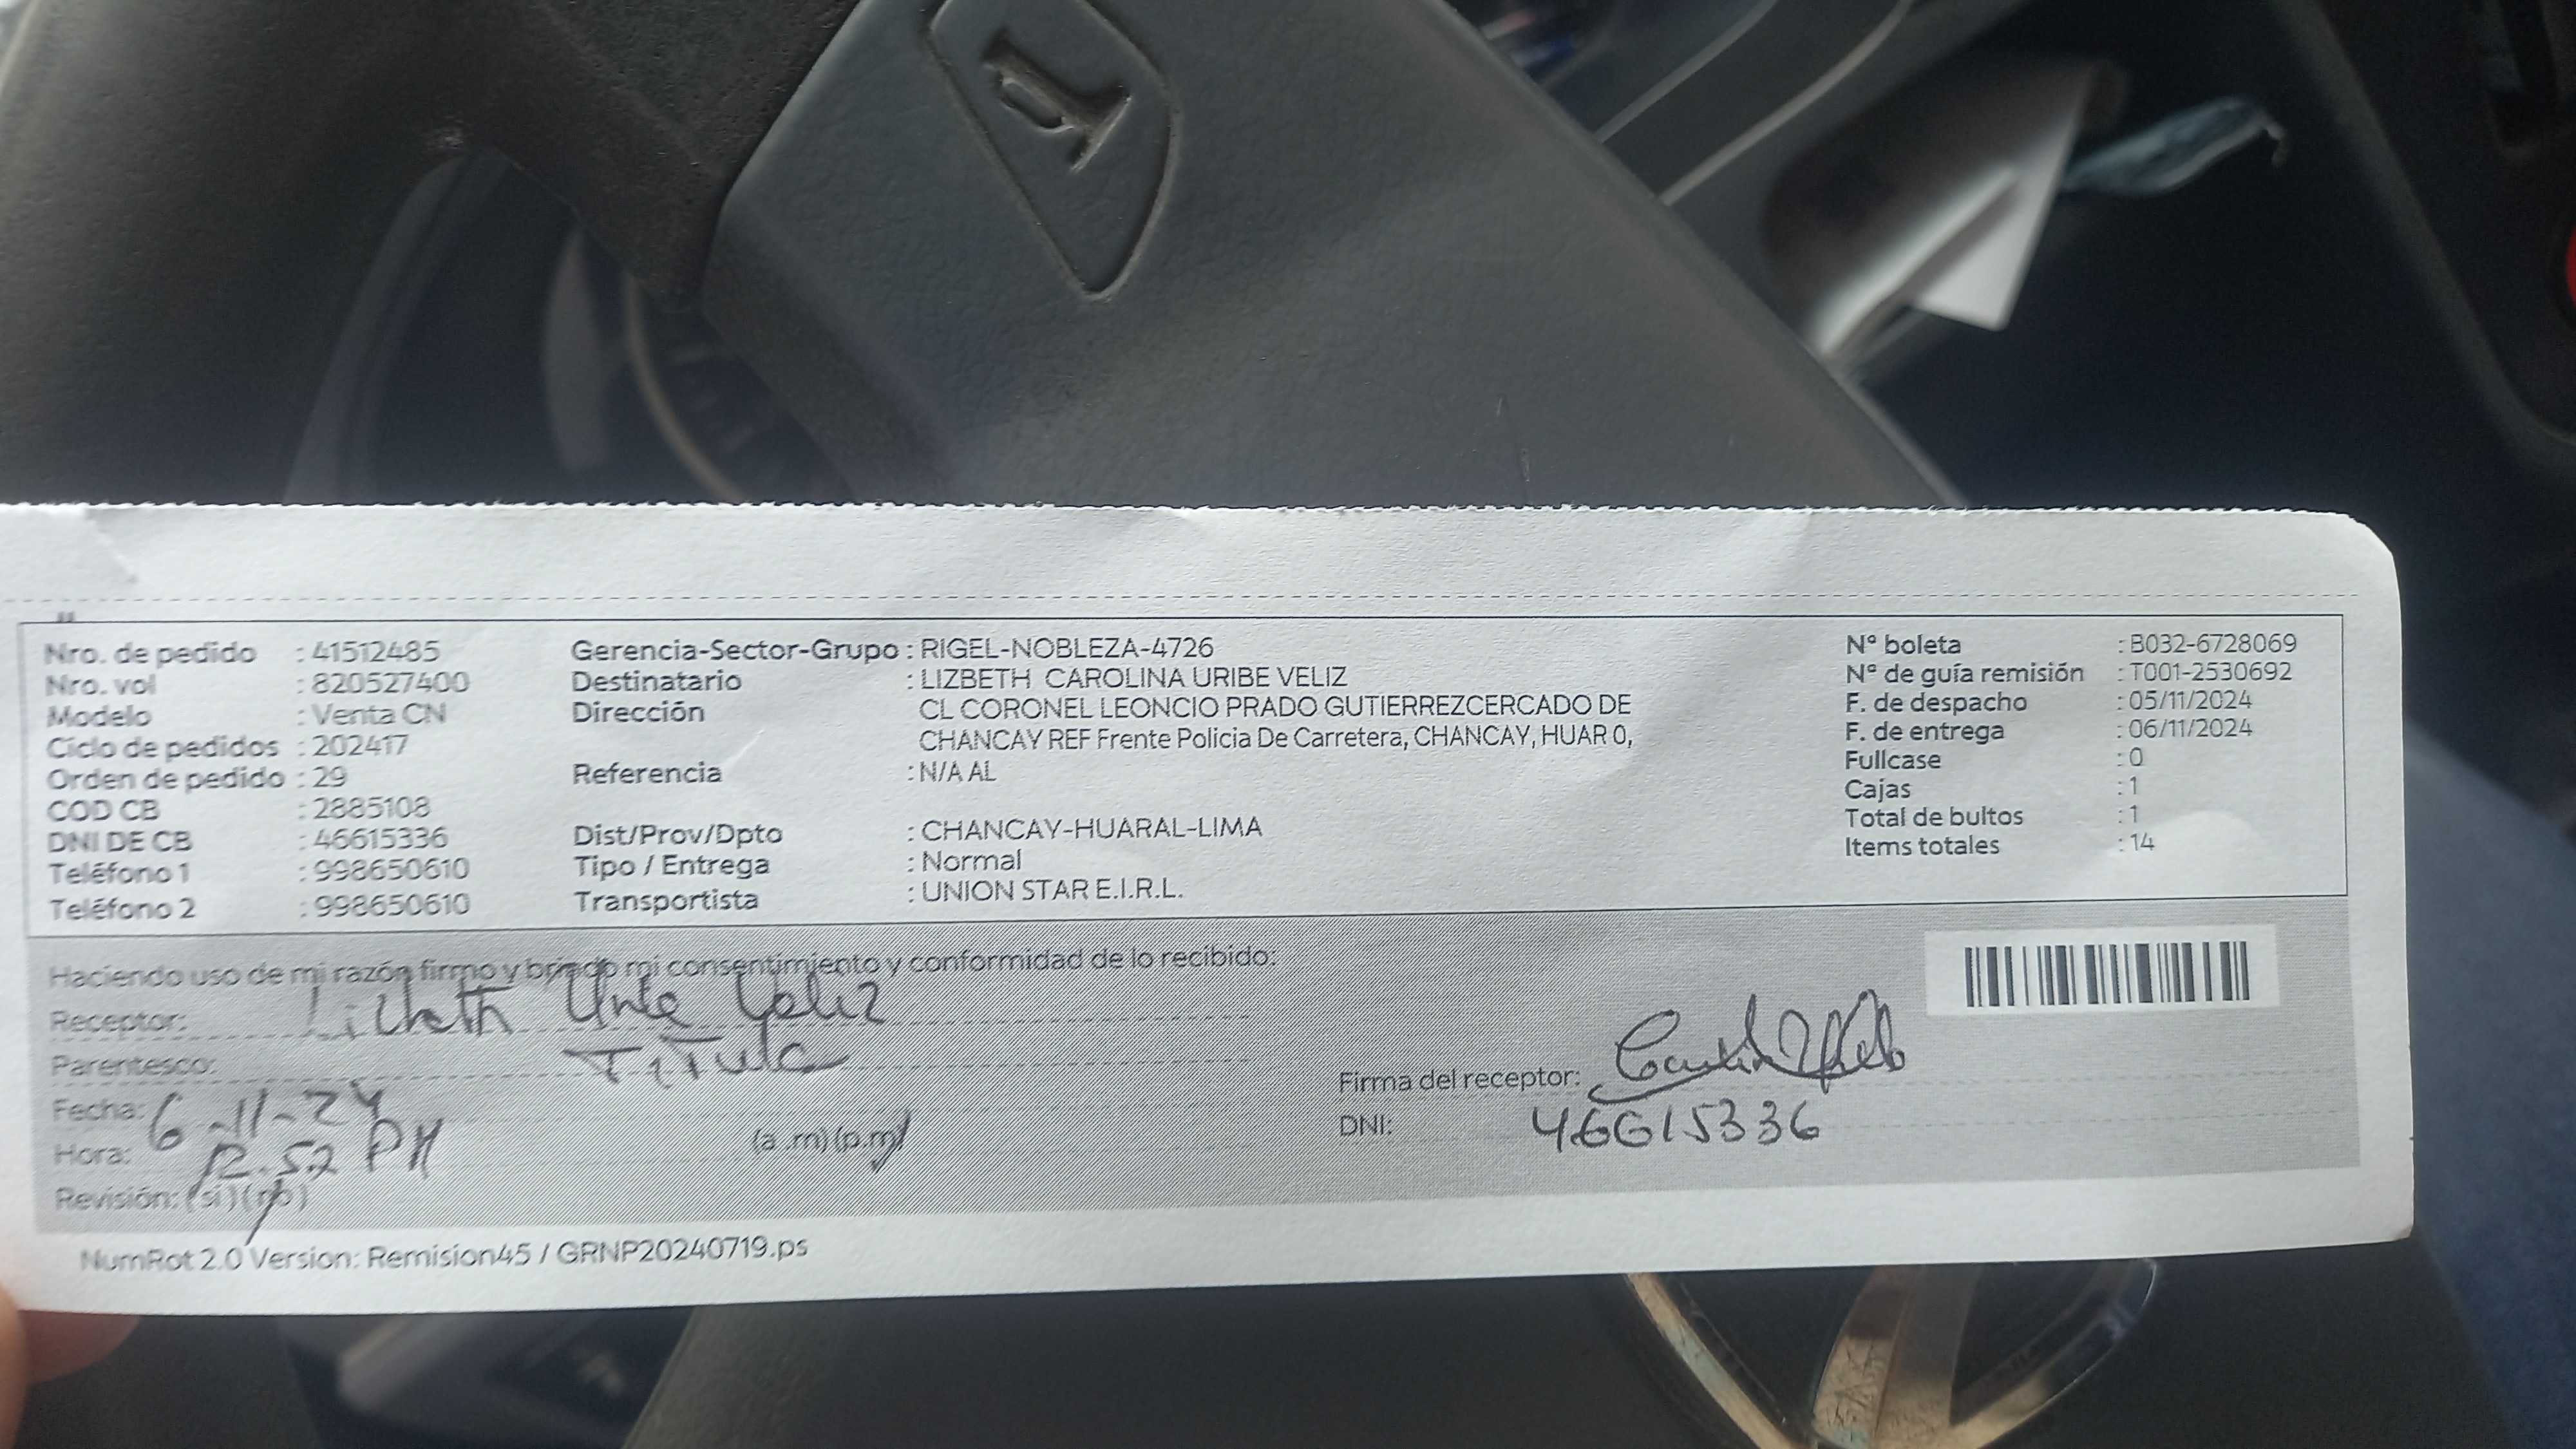 Nro. de pedido : 41512485
Nro. vol : 820527400
Modelo : Venta CN
Ciclo de pedidos : 202417
Orden de pedido : 29
COD CB : 2885108
DNI DE CB : 46615336
Teléfono 1 : 998650610
Teléfono 2 : 998650610
Gerencia-Sector-Grupo : RIGEL-NOBLEZA-4726
Destinatario : LIZBETH CAROLINA URIBE VELIZ
Dirección CL CORONEL LEONCIO PRADO GUTIERREZCERCADO DE
CHANCAY REF Frente Policia De Carretera, CHANCAY, HUAR 0,
Referencia : N/A AL
Dist/Prov/Dpto : CHANCAY-HUARAL-LIMA
Tipo / Entrega : Normal
Transportista : UNION STAR E.I.R.L.
N° boleta : B032-6728069
N° de guía remisión : T001-2530692
F. de despacho : 05/11/2024
F. de entrega : 06/11/2024
Fullcase : 0
Cajas : 1
Total de bultos : 1
Items totales : 14
Haciendo uso de mi razón firmo y brindo mi consentimiento y conformidad de lo recibido:
Receptor: Lizbeth Uribe Veliz
Parentesco: Titula
Fecha: 6-11-24
Hora: 12.52 PM (a.m)(p.m)
Revisión: (si)(no)
Firma del receptor:
DNI: 46615336
NumRot 2.0 Version: Remision45 / GRNP20240719.ps